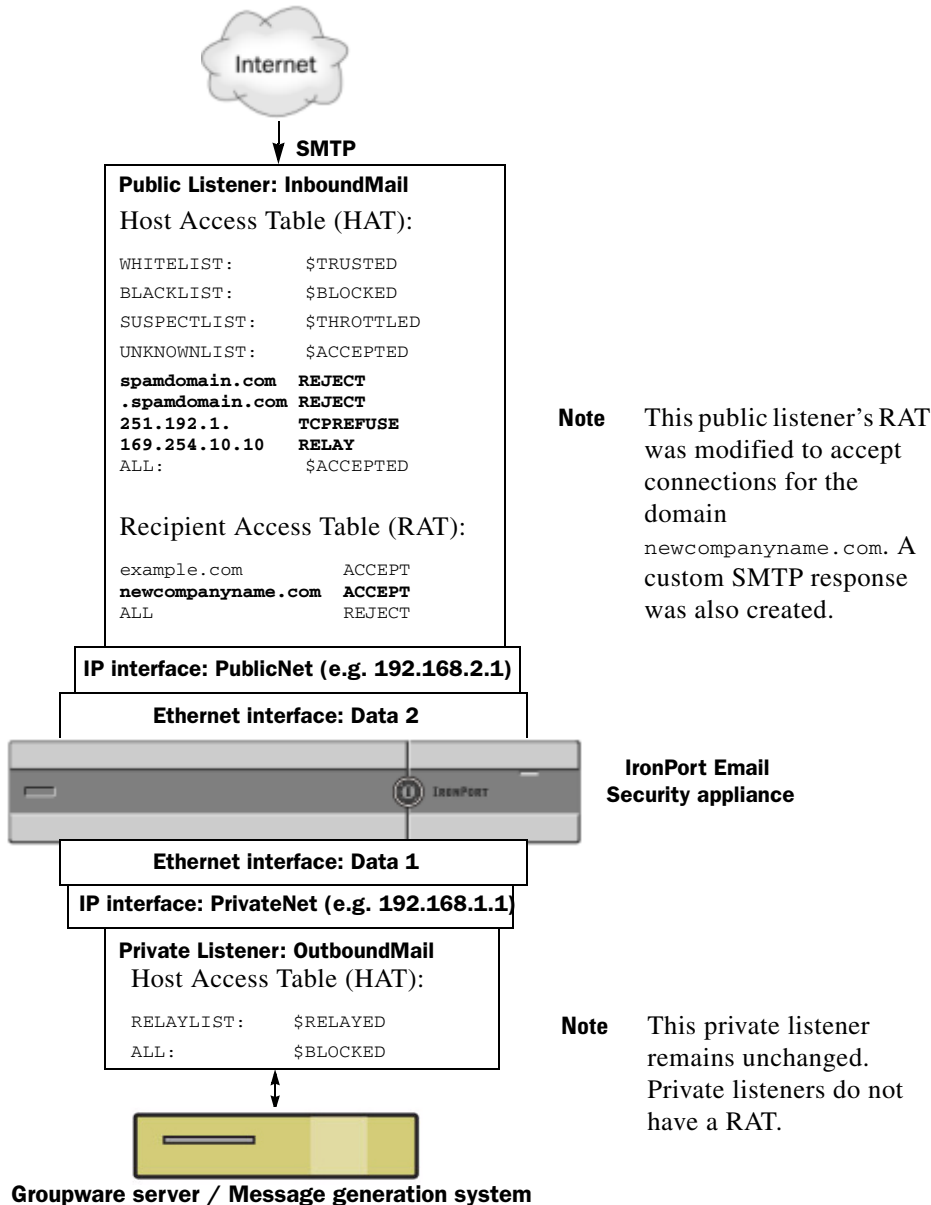 Internet
SMTP
Public Listener: InboundMail
Host Access Table (HAT):
WHITELIST: $TRUSTED
BLACKLIST: $BLOCKED
SUSPECTLIST: $THROTTLED
UNKNOWNLIST: $ACCEPTED
spamdomain.com REJECT
.spamdomain.com REJECT
251.192.1. TCPREFUSE
169.254.10.10 RELAY
ALL: $ACCEPTED
Recipient Access Table (RAT):
example.com ACCEPT
newcompanyname.com ACCEPT
ALL REJECT
Note This public listener's RAT
was modified to accept
connections for the
domain
newcompanyname.com. A
custom SMTP response
was also created.
IP interface: PublicNet (e.g. 192.168.2.1)
Ethernet interface: Data 2
IRONPORT
IronPort Email
Security appliance
Ethernet interface: Data 1
IP interface: PrivateNet (e.g. 192.168.1.1)
Private Listener: OutboundMail
Host Access Table (HAT):
RELAYLIST: $RELAYED
ALL: $BLOCKED
Note This private listener
remains unchanged.
Private listeners do not
have a RAT.
Groupware server / Message generation system